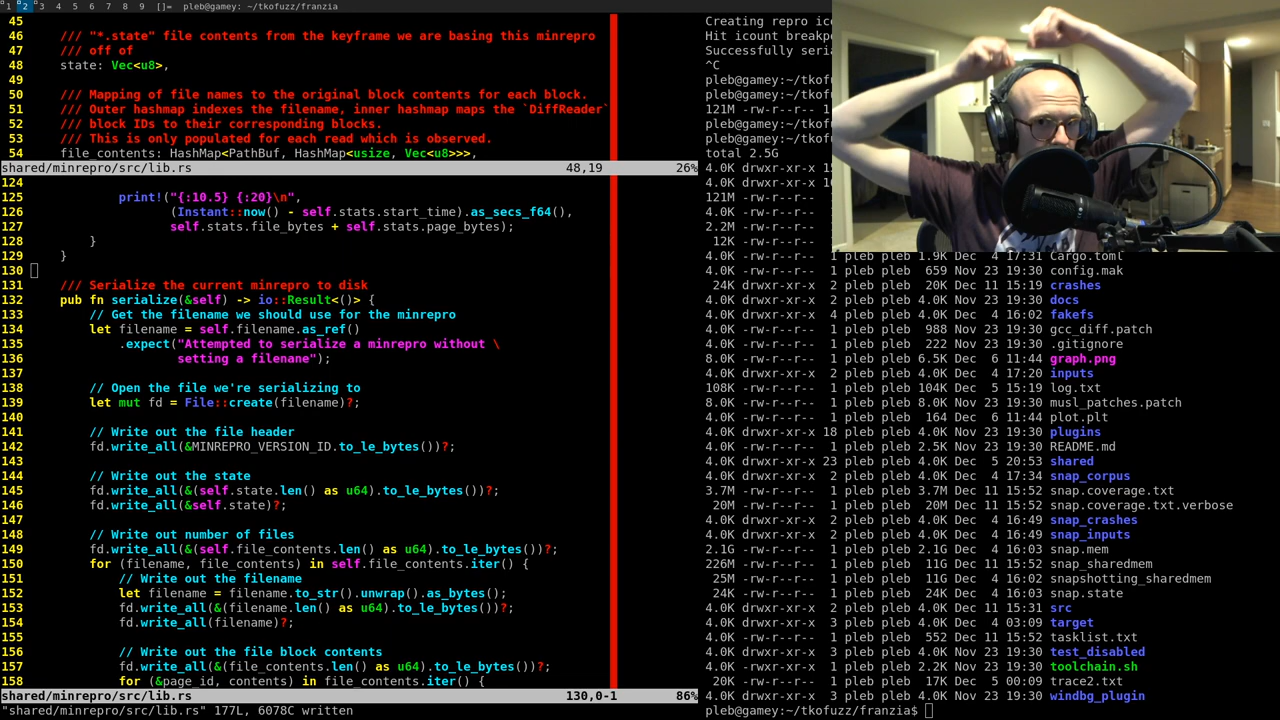 1 2 3 4 5 6 7 8 9 []= pleb@gamey: ~/tkofuzz/franzia
45
46 /// "*.state" file contents from the keyframe we are basing this minrepro
47 /// off of
48 state: Vec<u8>,
49
50 /// Mapping of file names to the original block contents for each block.
51 /// Outer hashmap indexes the filename, inner hashmap maps the `DiffReader`
52 /// block IDs to their corresponding blocks.
53 /// This is only populated for each read which is observed.
54 file_contents: HashMap<PathBuf, HashMap<usize, Vec<u8>>>,
shared/minrepro/src/lib.rs 48,19 26%
124
125 print!("{:10.5} {:20}\n",
126 (Instant::now() - self.stats.start_time).as_secs_f64(),
127 self.stats.file_bytes + self.stats.page_bytes);
128 }
129 }
130
131 /// Serialize the current minrepro to disk
132 pub fn serialize(&self) -> io::Result<()> {
133 // Get the filename we should use for the minrepro
134 let filename = self.filename.as_ref()
135 .expect("Attempted to serialize a minrepro without \
136 setting a filename");
137
138 // Open the file we're serializing to
139 let mut fd = File::create(filename)?;
140
141 // Write out the file header
142 fd.write_all(&MINREPRO_VERSION_ID.to_le_bytes())?;
143
144 // Write out the state
145 fd.write_all(&(self.state.len() as u64).to_le_bytes())?;
146 fd.write_all(&self.state)?;
147
148 // Write out number of files
149 fd.write_all(&(self.file_contents.len() as u64).to_le_bytes())?;
150 for (filename, file_contents) in self.file_contents.iter() {
151 // Write out the filename
152 let filename = filename.to_str().unwrap().as_bytes();
153 fd.write_all(&(filename.len() as u64).to_le_bytes())?;
154 fd.write_all(filename)?;
155
156 // Write out the file block contents
157 fd.write_all(&(file_contents.len() as u64).to_le_bytes())?;
158 for (&page_id, contents) in file_contents.iter() {
shared/minrepro/src/lib.rs 130,0-1 86%
"shared/minrepro/src/lib.rs" 177L, 6078C written
Creating repro
Hit icount
Successfully
^C
pleb@gamey:~/tkofu
pleb@gamey:~/tkofu
121M -rw-r--r-- 1
pleb@gamey:~/tkofu
pleb@gamey:~/tkofu
total 2.5G
4.0K drwxr-xr-x
4.0K drwxr-xr-x
121M -rw-r--r--
4.0K -rw-r--r--
2.2M -rw-r--r--
12K -rw-r--r--
4.0K -rw-r--r-- 1 pleb pleb 1.9K Dec 4 17:31 Cargo.toml
4.0K -rw-r--r-- 1 pleb pleb 659 Nov 23 19:30 config.mak
24K drwxr-xr-x 2 pleb pleb 20K Dec 11 15:19 crashes
4.0K drwxr-xr-x 2 pleb pleb 4.0K Nov 23 19:30 docs
4.0K drwxr-xr-x 4 pleb pleb 4.0K Dec 4 16:02 fakefs
4.0K -rw-r--r-- 1 pleb pleb 988 Nov 23 19:30 gcc_diff.patch
4.0K -rw-r--r-- 1 pleb pleb 222 Nov 23 19:30 .gitignore
8.0K -rw-r--r-- 1 pleb pleb 6.5K Dec 6 11:44 graph.png
4.0K drwxr-xr-x 2 pleb pleb 4.0K Dec 4 17:20 inputs
108K -rw-r--r-- 1 pleb pleb 104K Dec 5 15:19 log.txt
8.0K -rw-r--r-- 1 pleb pleb 8.0K Nov 23 19:30 musl_patches.patch
4.0K -rw-r--r-- 1 pleb pleb 164 Dec 6 11:44 plot.plt
4.0K drwxr-xr-x 18 pleb pleb 4.0K Nov 23 19:30 plugins
4.0K -rw-r--r-- 1 pleb pleb 2.5K Nov 23 19:30 README.md
4.0K drwxr-xr-x 23 pleb pleb 4.0K Dec 5 20:53 shared
4.0K drwxr-xr-x 2 pleb pleb 4.0K Dec 4 17:34 snap_corpus
3.7M -rw-r--r-- 1 pleb pleb 3.7M Dec 11 15:52 snap.coverage.txt
20M -rw-r--r-- 1 pleb pleb 20M Dec 11 15:52 snap.coverage.txt.verbose
4.0K drwxr-xr-x 2 pleb pleb 4.0K Dec 4 16:49 snap_crashes
4.0K drwxr-xr-x 2 pleb pleb 4.0K Dec 4 16:49 snap_inputs
2.1G -rw-r--r-- 1 pleb pleb 2.1G Dec 4 16:03 snap.mem
226M -rw-r--r-- 1 pleb pleb 11G Dec 11 15:52 snap_sharedmem
25M -rw-r--r-- 1 pleb pleb 11G Dec 4 16:02 snapshotting_sharedmem
24K -rw-r--r-- 1 pleb pleb 24K Dec 4 16:03 snap.state
4.0K drwxr-xr-x 2 pleb pleb 4.0K Dec 11 15:31 src
4.0K drwxr-xr-x 3 pleb pleb 4.0K Dec 4 03:09 target
4.0K -rw-r--r-- 1 pleb pleb 552 Dec 11 15:52 tasklist.txt
4.0K drwxr-xr-x 3 pleb pleb 4.0K Nov 23 19:30 test_disabled
4.0K -rwxr-xr-x 1 pleb pleb 2.2K Nov 23 19:30 toolchain.sh
20K -rw-r--r-- 1 pleb pleb 17K Dec 5 00:09 trace2.txt
4.0K drwxr-xr-x 3 pleb pleb 4.0K Nov 23 19:30 windbg_plugin
pleb@gamey:~/tkofuzz/franzia$